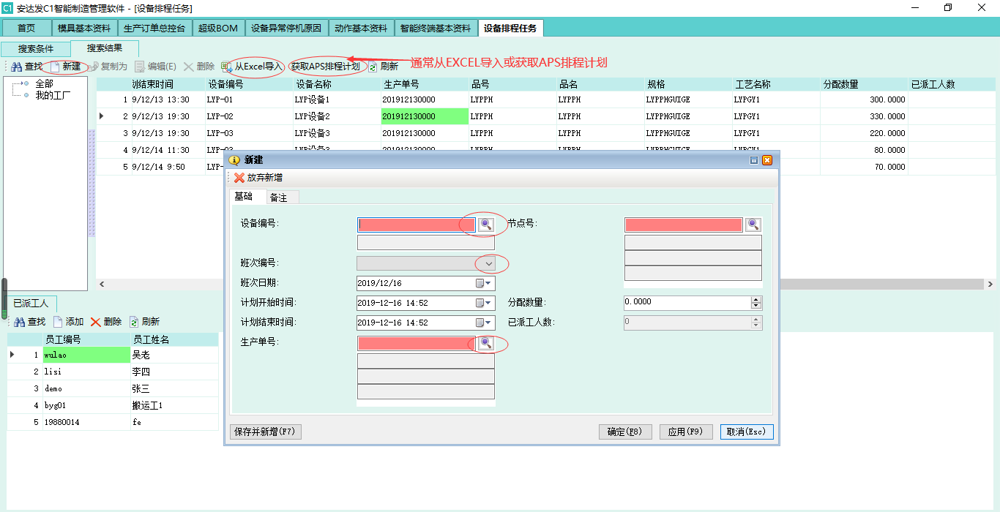 C1 安达发C1智能制造管理软件 - [设备排程任务]
首页 模具基本资料 生产订单总控台 超级BOM 设备异常停机原因 动作基本资料 智能终端基本资料 设备排程任务
搜索条件 搜索结果
查找 新建 复制为 编辑(E) 删除 从Excel导入 获取APS排程计划 刷新 通常从EXCEL导入或获取APS排程计划
全部
我的工厂
划结束时间 设备编号 设备名称 生产单号 品号 品名 规格 工艺名称 分配数量 已派工人数
1 9/12/13 13:30 LYP-01 LYP设备1 201912130000 LYPPH LYPPH LYPPHGUIGE LYPGY1 300.0000
2 9/12/13 19:30 LYP-02 LYP设备2 201912130000 LYPPH LYPPH LYPPHGUIGE LYPGY1 330.0000
3 9/12/13 19:30 LYP-03 LYP设备3 201912130000 LYPPH LYPPH LYPPHGUIGE LYPGY1 220.0000
4 9/12/14 11:30 LYP-03 LYP设备3 201912130000 LYPPH LYPPH LYPPHGUIGE LYPGY1 80.0000
5 9/12/14 9:50 LYP- 70.0000
新建
放弃新增
基础 备注
设备编号: 节点号:
班次编号:
班次日期: 2019/12/16
计划开始时间: 2019-12-16 14:52 分配数量: 0.0000
计划结束时间: 2019-12-16 14:52 已派工人数: 0
生产单号:
保存并新增(F7) 确定(F8) 应用(F9) 取消(Esc)
已派工人
查找 添加 删除 刷新
员工编号 员工姓名
1 wulao 吴老
2 lisi 李四
3 demo 张三
4 byg01 搬运工1
5 19880014 fe